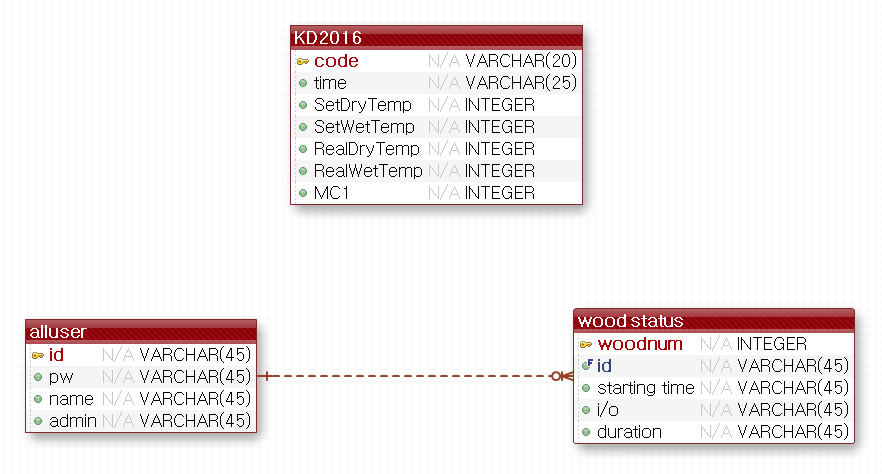 KD2016
code N/A VARCHAR(20)
time N/A VARCHAR(25)
SetDryTemp N/A INTEGER
SetWetTemp N/A INTEGER
RealDryTemp N/A INTEGER
RealWetTemp N/A INTEGER
MC1 N/A INTEGER
alluser
id N/A VARCHAR(45)
pw N/A VARCHAR(45)
name N/A VARCHAR(45)
admin N/A VARCHAR(45)
wood status
woodnum N/A INTEGER
F id N/A VARCHAR(45)
starting time N/A VARCHAR(45)
i/o N/A VARCHAR(45)
duration N/A VARCHAR(45)